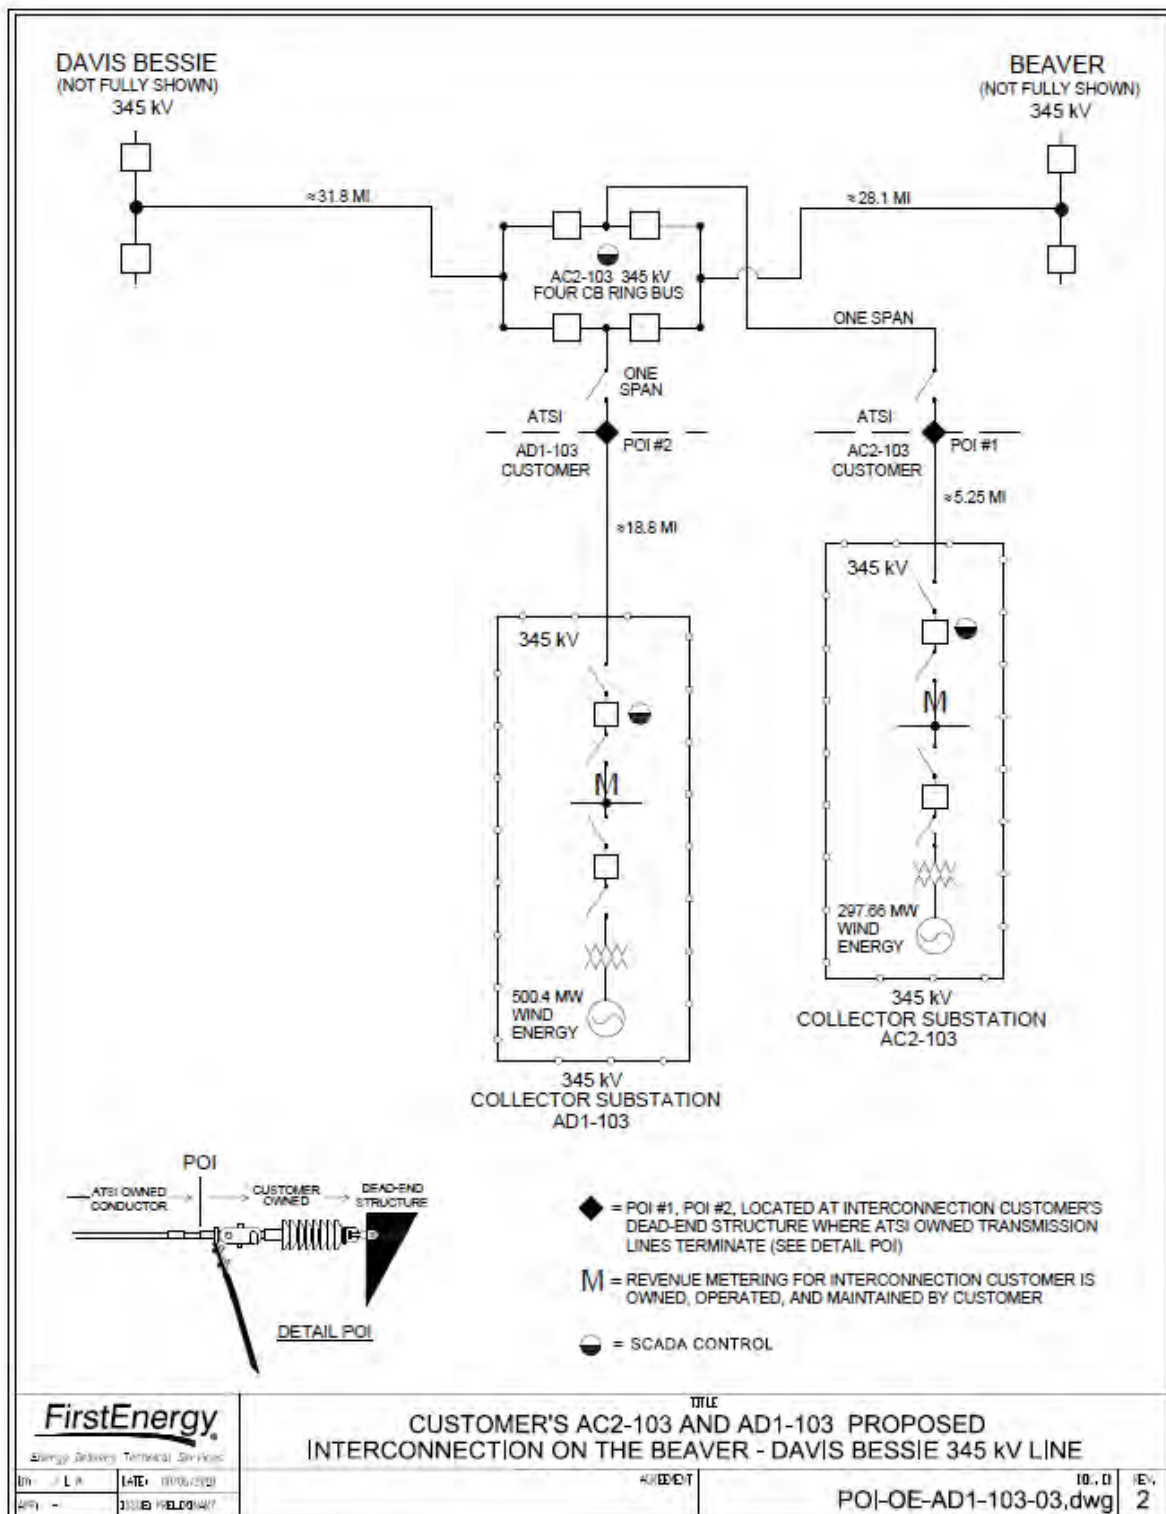 DAVIS BESSIE
(NOT FULLY SHOWN)
345 kV
BEAVER
(NOT FULLY SHOWN)
345 kV
≈31.8 MI
≈28.1 MI
AC2-103 345 kV
FOUR CB RING BUS
ONE SPAN
ONE
SPAN
ATSI
AD1-103
CUSTOMER
POI #2
ATSI
AC2-103
CUSTOMER
POI #1
≈18.8 MI
≈5.25 MI
345 kV
M
297.66 MW
WIND
ENERGY
345 kV
COLLECTOR SUBSTATION
AC2-103
345 kV
M
500.4 MW
WIND
ENERGY
345 kV
COLLECTOR SUBSTATION
AD1-103
POI
ATSI OWNED
CONDUCTOR
CUSTOMER
OWNED
DEAD-END
STRUCTURE
DETAIL POI
= POI #1, POI #2, LOCATED AT INTERCONNECTION CUSTOMER'S
DEAD-END STRUCTURE WHERE ATSI OWNED TRANSMISSION
LINES TERMINATE (SEE DETAIL POI)
M = REVENUE METERING FOR INTERCONNECTION CUSTOMER IS
OWNED, OPERATED, AND MAINTAINED BY CUSTOMER
= SCADA CONTROL
FirstEnergy
Energy Delivery Technical Services
TITLE
CUSTOMER'S AC2-103 AND AD1-103 PROPOSED
INTERCONNECTION ON THE BEAVER - DAVIS BESSIE 345 kV LINE
DATE:
AGREEMENT
POI-OE-AD1-103-03.dwg
REV.
2